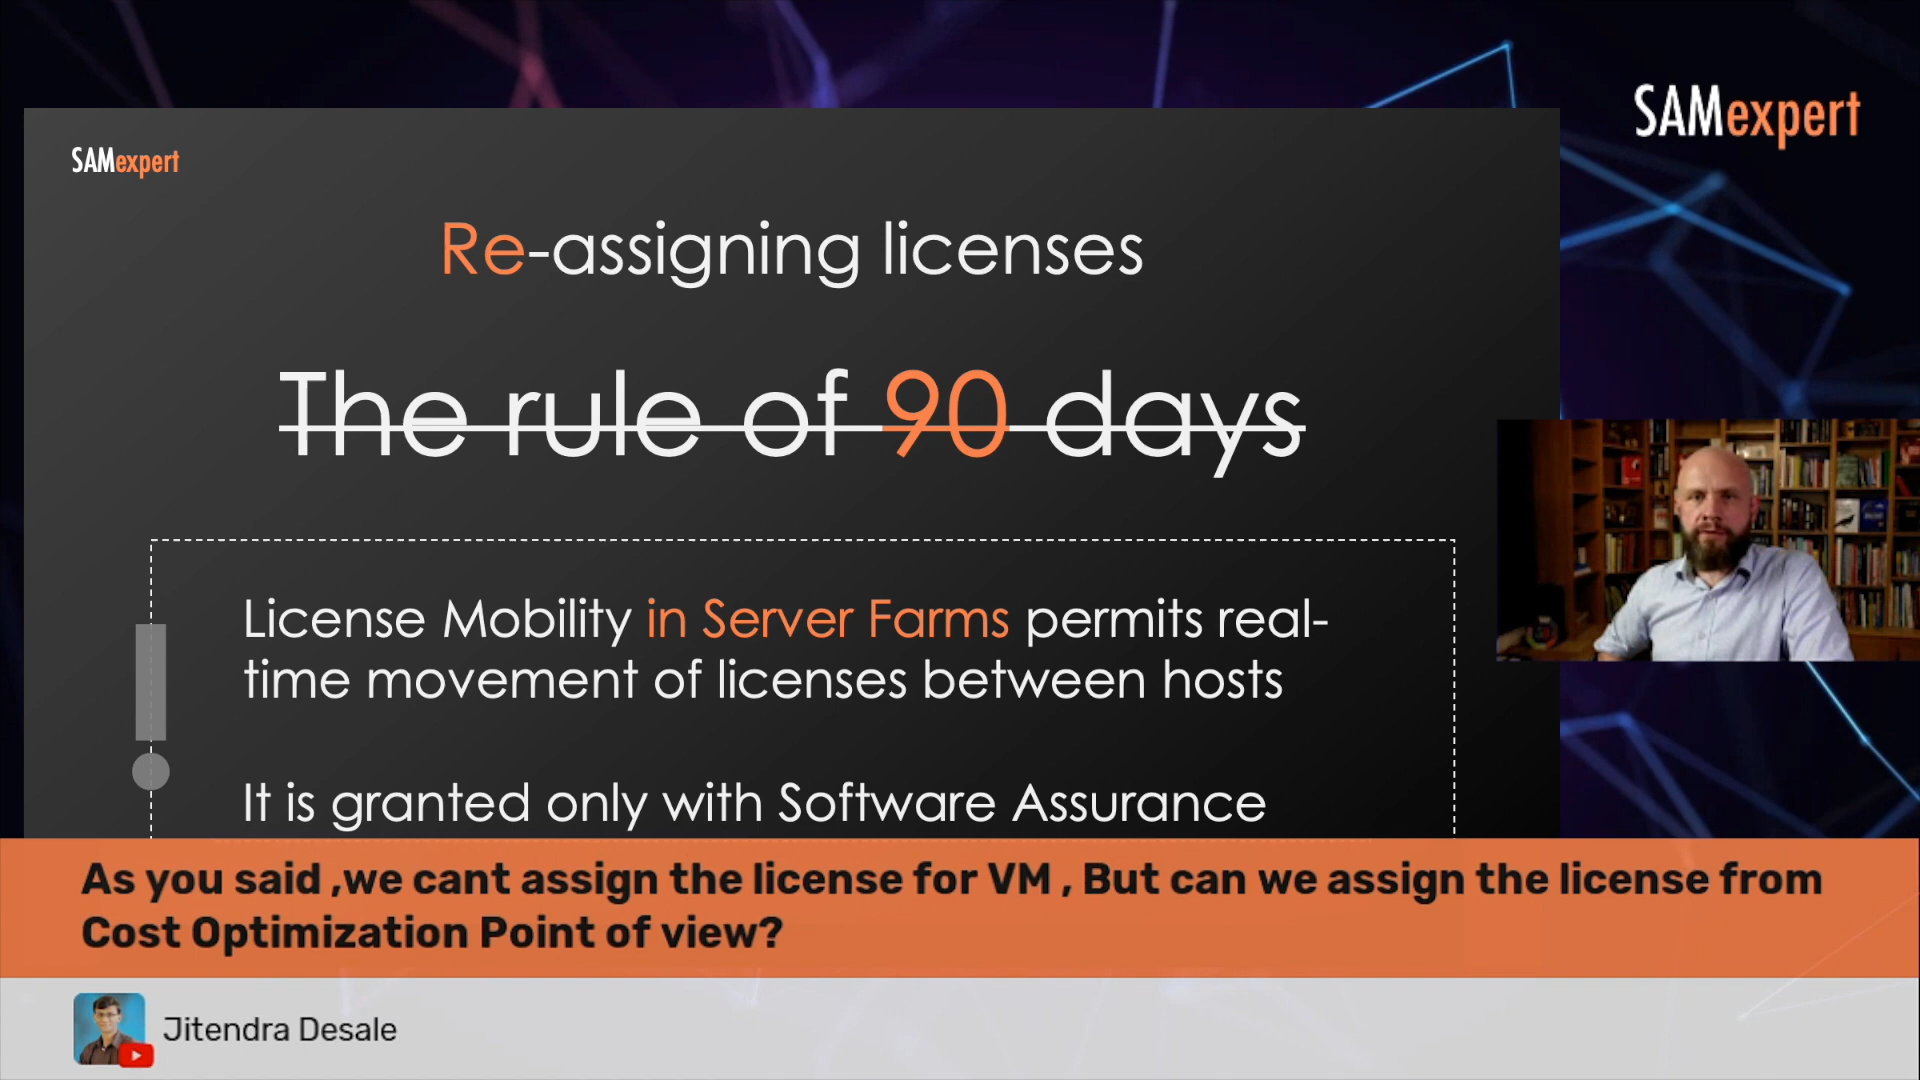 SAMexpert
SAMexpert
Re-assigning licenses
The rule of 90 days
License Mobility in Server Farms permits real-
time movement of licenses between hosts
It is granted only with Software Assurance
As you said ,we cant assign the license for VM , But can we assign the license from
Cost Optimization Point of view?
Jitendra Desale